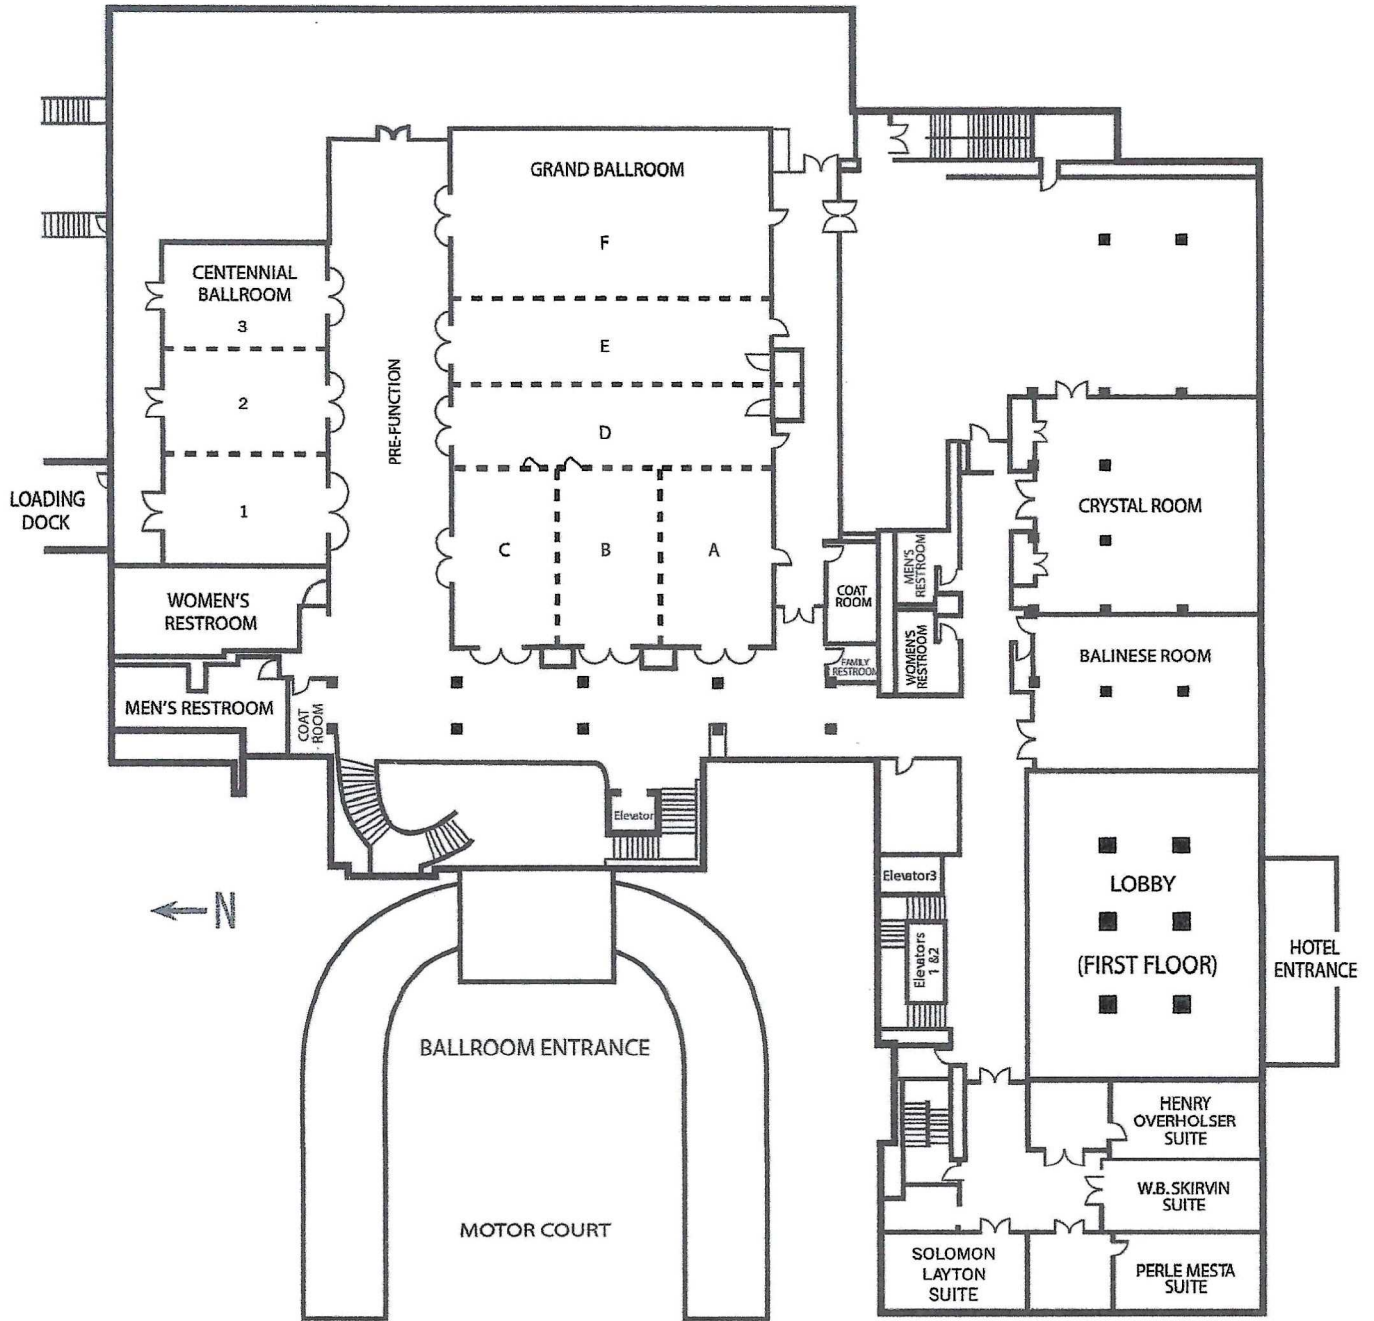 GRAND BALLROOM
F
E
D
C
B
A
CENTENNIAL
BALLROOM
3
2
1
PRE-FUNCTION
LOADING
DOCK
WOMEN'S
RESTROOM
MEN'S RESTROOM
COAT
ROOM
COAT
ROOM
FAMILY
RESTROOM
MEN'S
RESTROOM
WOMEN'S
RESTROOM
CRYSTAL ROOM
BALINESE ROOM
Elevator
Elevator3
Elevators
1 &2
LOBBY
(FIRST FLOOR)
HOTEL
ENTRANCE
N
BALLROOM ENTRANCE
MOTOR COURT
HENRY
OVERHOLSER
SUITE
W.B.SKIRVIN
SUITE
SOLOMON
LAYTON
SUITE
PERLE MESTA
SUITE